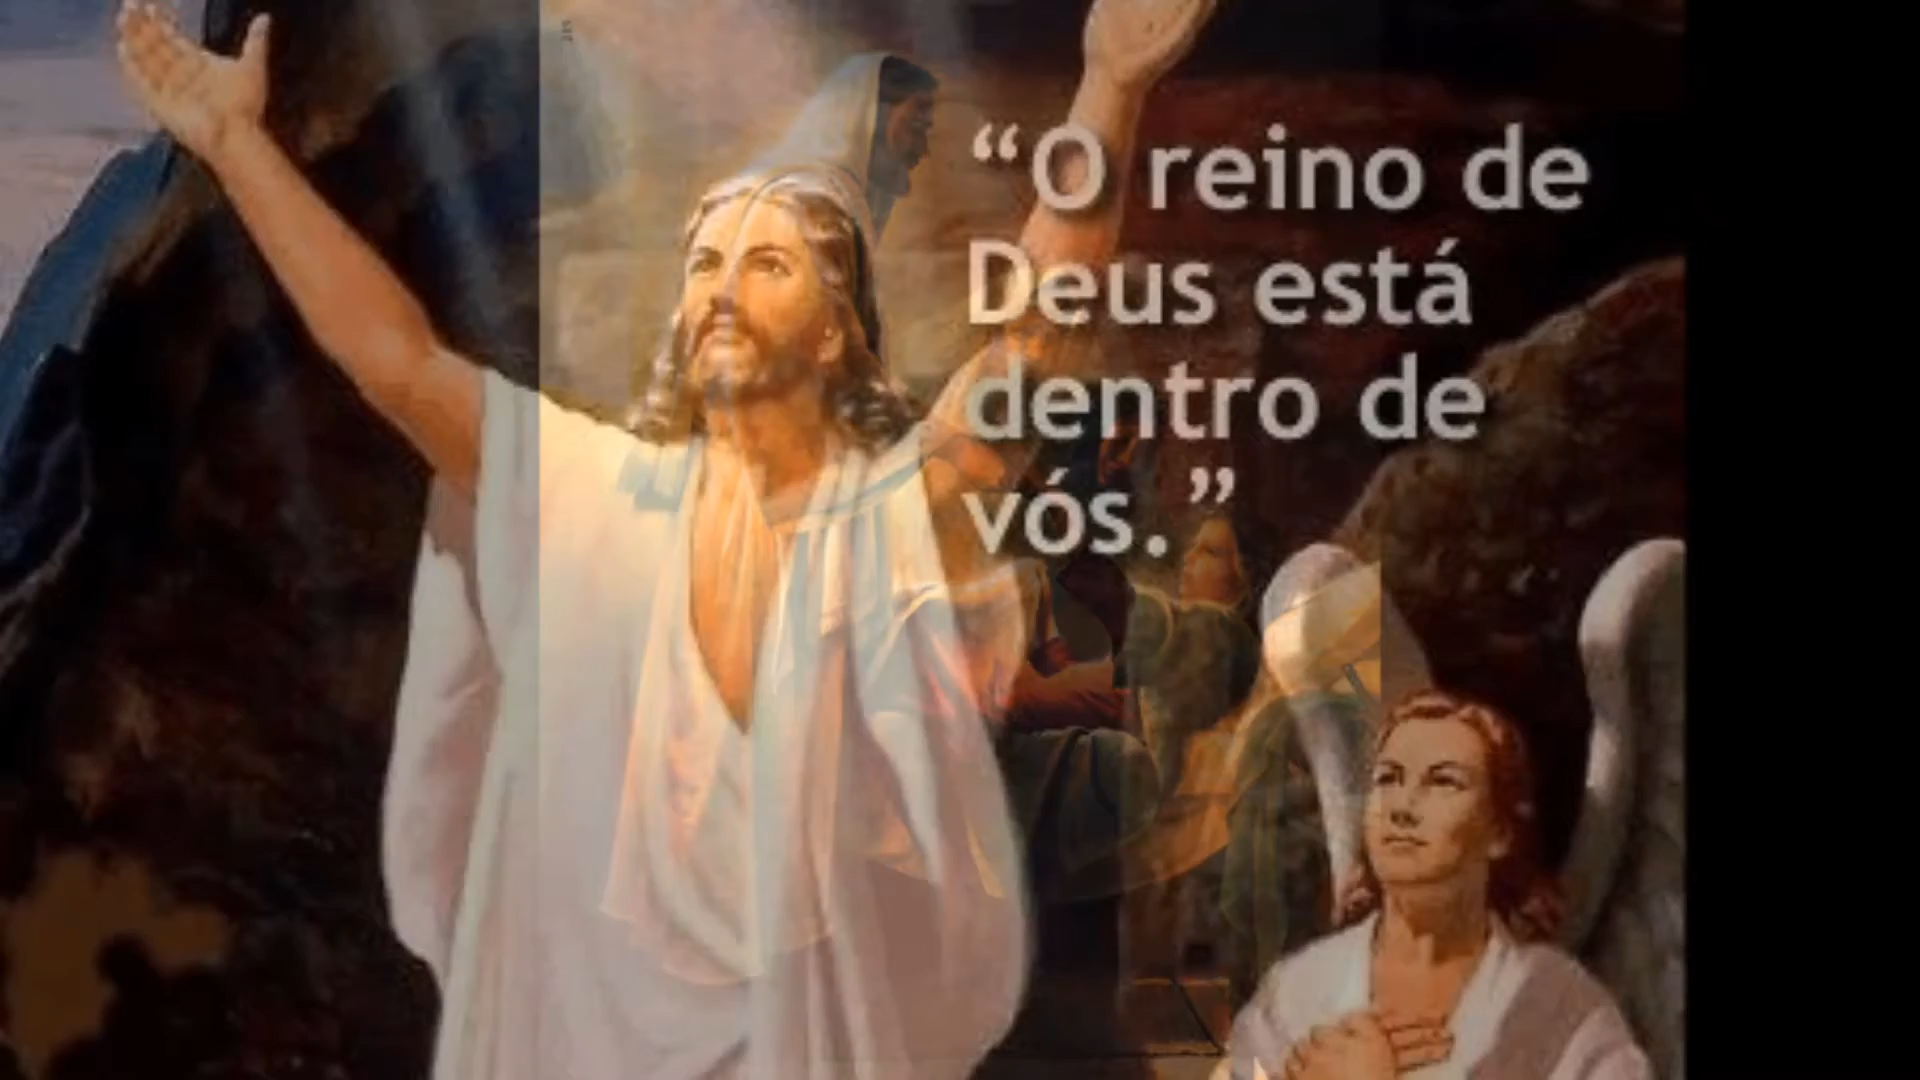 “O reino de
Deus está
dentro de
vós.”